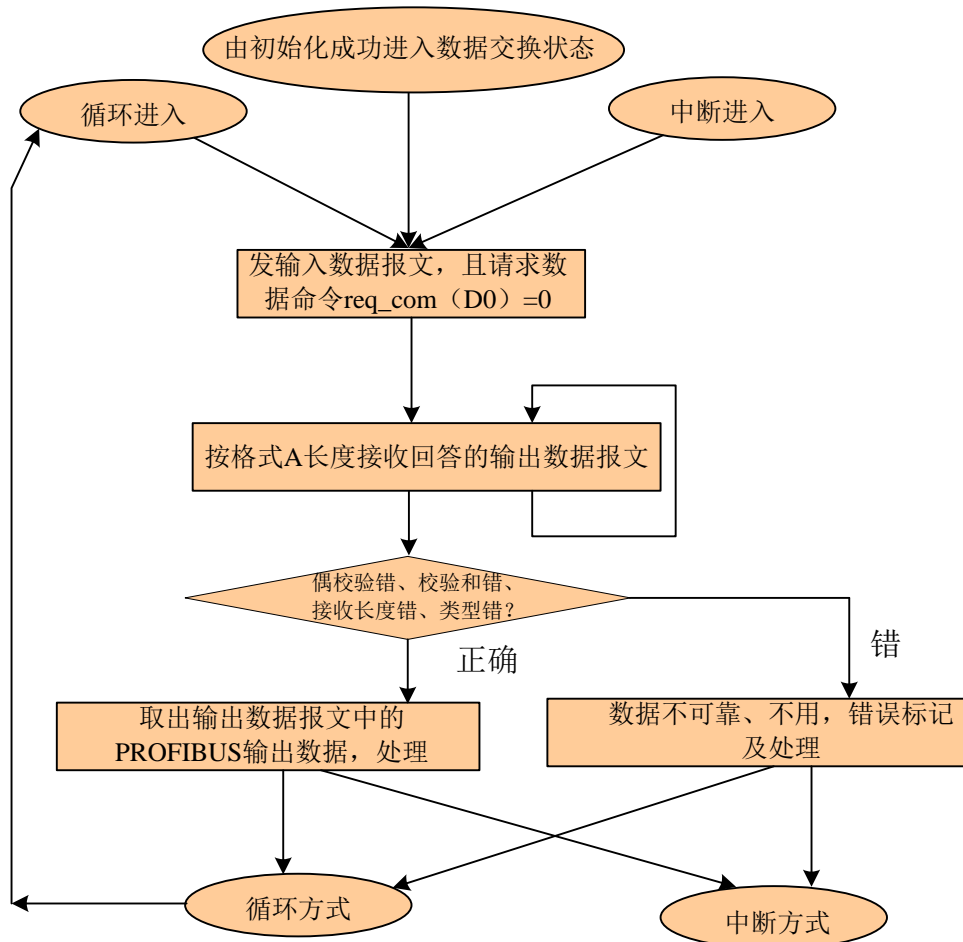 由初始化成功进入数据交换状态
循环进入
中断进入
发输入数据报文，且请求数
据命令req_com（D0）=0
按格式A长度接收回答的输出数据报文
偶校验错、校验和错、
接收长度错、类型错？
正确
错
取出输出数据报文中的
PROFIBUS输出数据，处理
数据不可靠、不用，错误标记
及处理
循环方式
中断方式